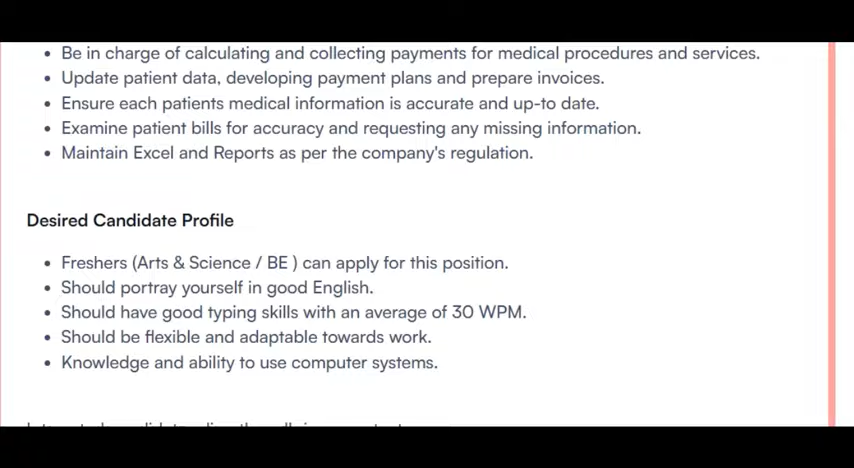 Be in charge of calculating and collecting payments for medical procedures and services.
Update patient data, developing payment plans and prepare invoices.
Ensure each patients medical information is accurate and up-to date.
Examine patient bills for accuracy and requesting any missing information.
Maintain Excel and Reports as per the company's regulation.
Desired Candidate Profile
Freshers (Arts & Science / BE ) can apply for this position.
Should portray yourself in good English.
Should have good typing skills with an average of 30 WPM.
Should be flexible and adaptable towards work.
Knowledge and ability to use computer systems.